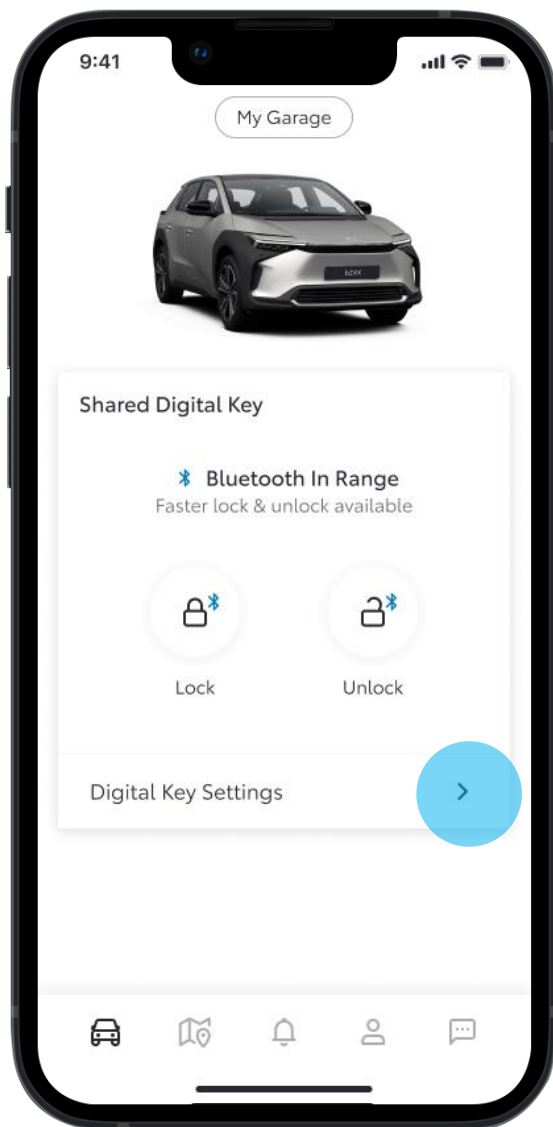 9:41
My Garage
bZ4X
Shared Digital Key
Bluetooth In Range
Faster lock & unlock available
Lock
Unlock
Digital Key Settings